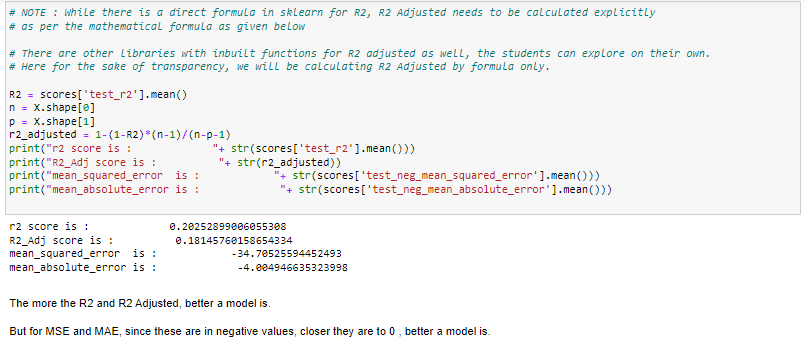 # NOTE : While there is a direct formula in sklearn for R2, R2 Adjusted needs to be calculated explicitly
# as per the mathematical formula as given below
# There are other libraries with inbuilt functions for R2 adjusted as well, the students can explore on their own.
# Here for the sake of transparency, we will be calculating R2 Adjusted by formula only.
R2 = scores['test_r2'].mean()
n = X.shape[0]
p = X.shape[1]
r2_adjusted = 1-(1-R2)*(n-1)/(n-p-1)
print("r2 score is :            "+ str(scores['test_r2'].mean()))
print("R2_Adj score is :         "+ str(r2_adjusted))
print("mean_squared_error  is :           "+ str(scores['test_neg_mean_squared_error'].mean()))
print("mean_absolute_error is :            "+ str(scores['test_neg_mean_absolute_error'].mean()))
r2 score is :            0.20252899006055308
R2_Adj score is :         0.18145760158654334
mean_squared_error  is :           -34.70525594452493
mean_absolute_error is :            -4.004946635323998
The more the R2 and R2 Adjusted, better a model is.
But for MSE and MAE, since these are in negative values, closer they are to 0 , better a model is.